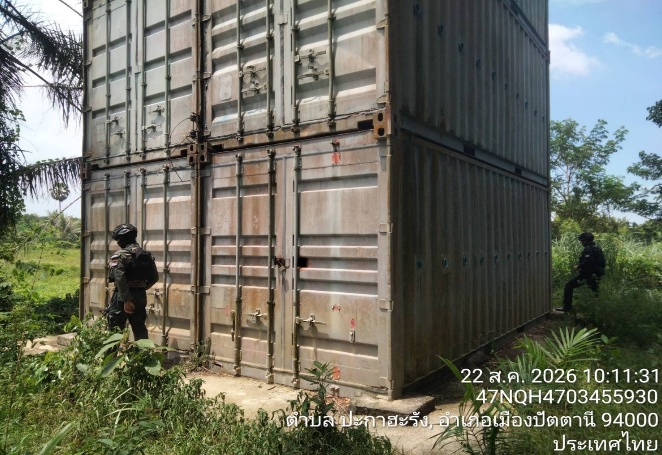 22 ส.ค. 2026 10:11:31
47NQH4703455930
ตำบล ปะกาฮะรัง, อำเภอเมืองปัตตานี 94000
ประเทศไทย